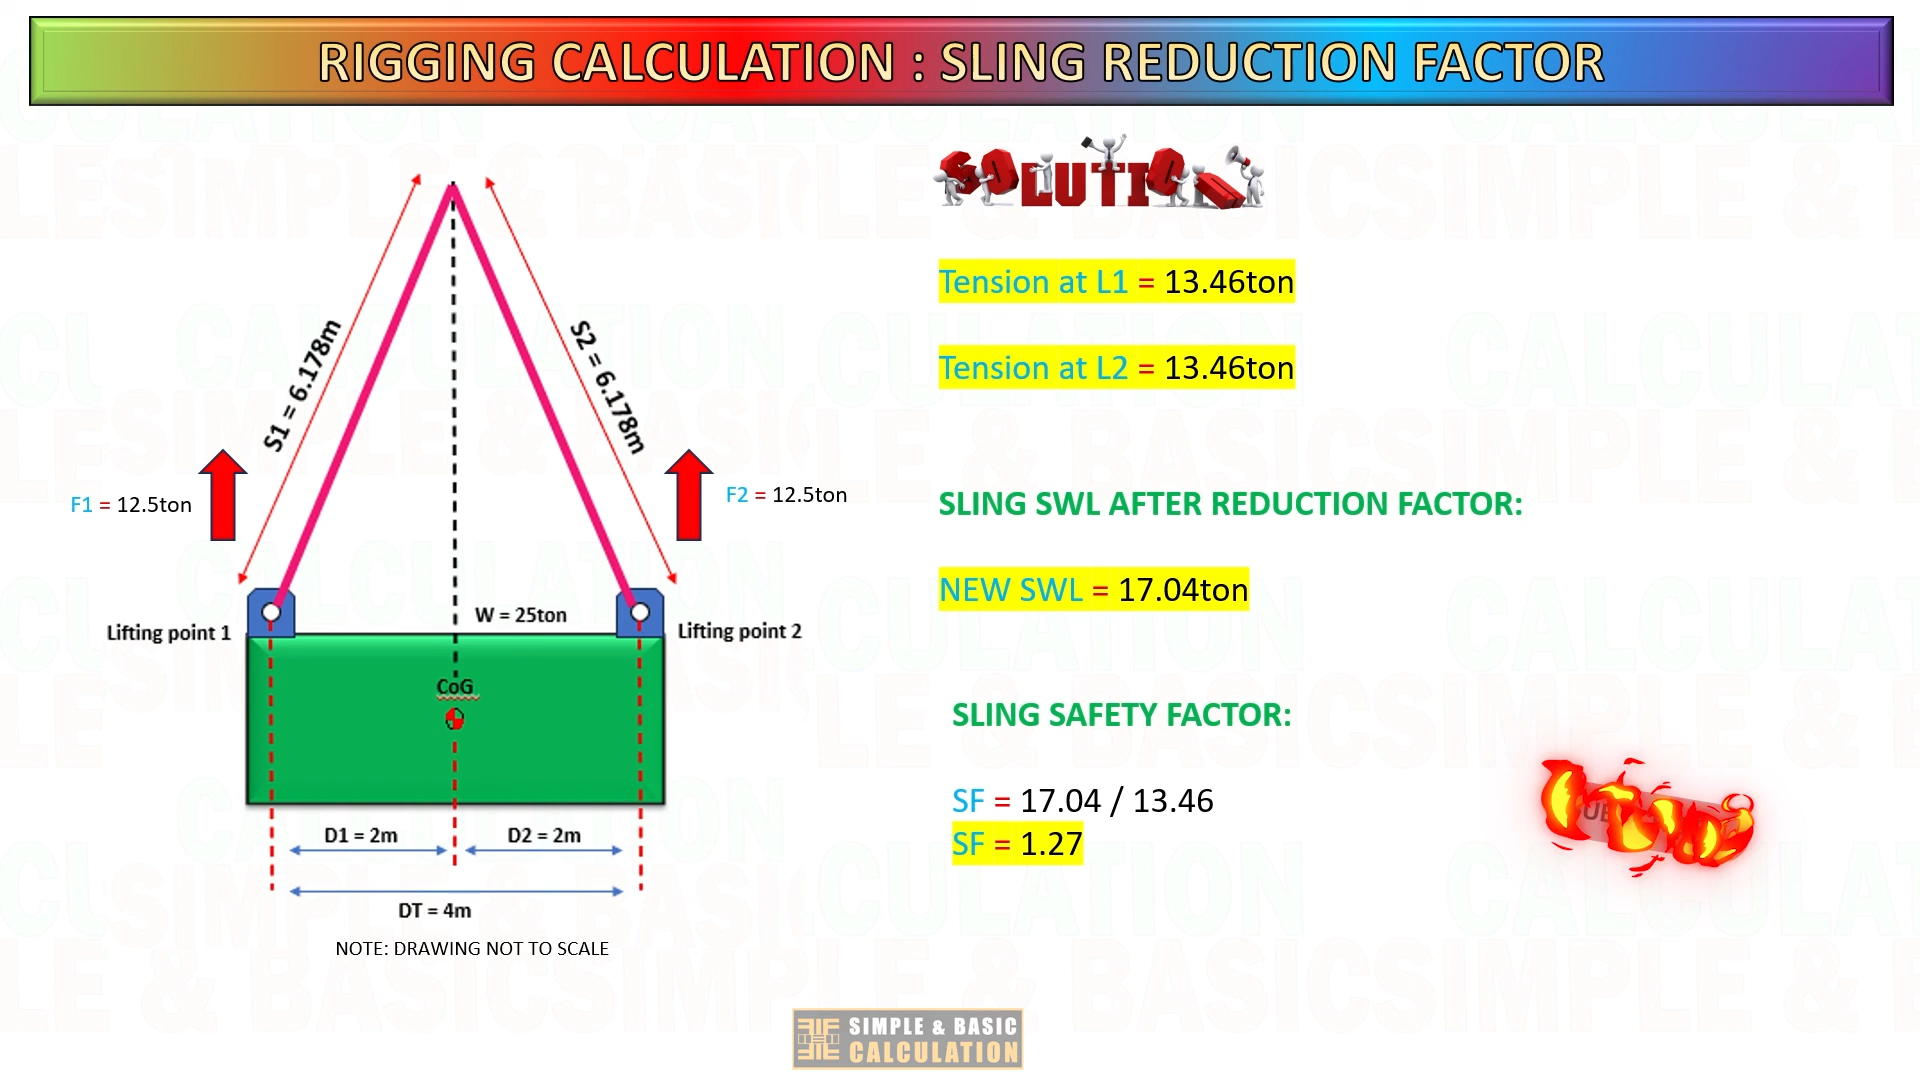 RIGGING CALCULATION : SLING REDUCTION FACTOR
SOLUTION
Tension at L1 = 13.46ton
Tension at L2 = 13.46ton
SLING SWL AFTER REDUCTION FACTOR:
NEW SWL = 17.04ton
SLING SAFETY FACTOR:
SF = 17.04 / 13.46
SF = 1.27
S1 = 6.178m
S2 = 6.178m
F1 = 12.5ton
F2 = 12.5ton
W = 25ton
Lifting point 1
Lifting point 2
CoG
D1 = 2m
D2 = 2m
DT = 4m
NOTE: DRAWING NOT TO SCALE
SIMPLE & BASIC
CALCULATION